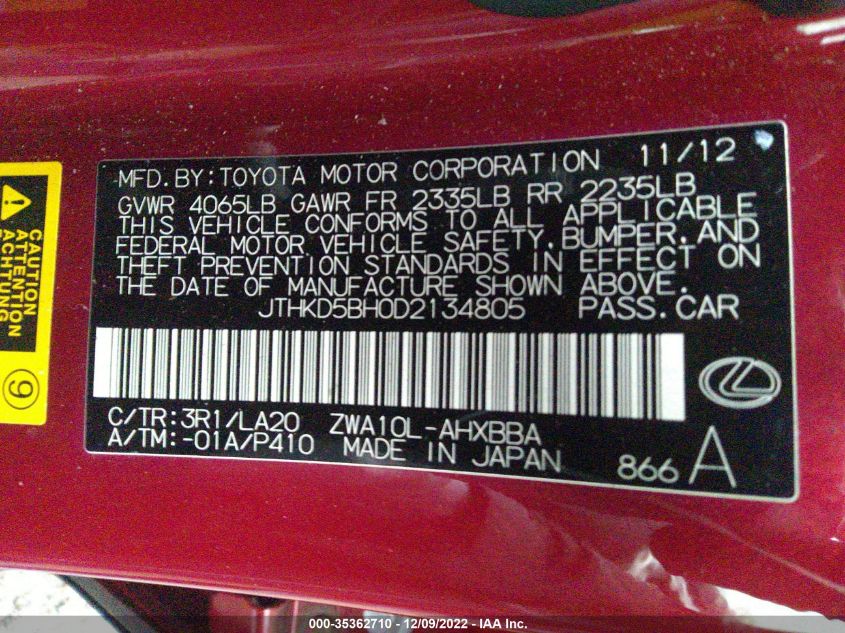 MFD.BY:TOYOTA MOTOR CORPORATION 11/12
GVWR 4065LB GAWR FR 2335LB RR 2235LB
THIS VEHICLE CONFORMS TO ALL APPLICABLE
FEDERAL MOTOR VEHICLE SAFETY,BUMPER,AND
THEFT PREVENTION STANDARDS IN EFFECT ON
THE DATE OF MANUFACTURE SHOWN ABOVE.
JTHKD5BH0D2134805 PASS.CAR
C/TR:3R1/LA20 ZWA10L-AHXBBA
A/TM:-01A/P410 MADE IN JAPAN 866 A
CAUTION
ATTENTION
ACHTUNG
9
000-35362710 - 12/09/2022 - IAA Inc.